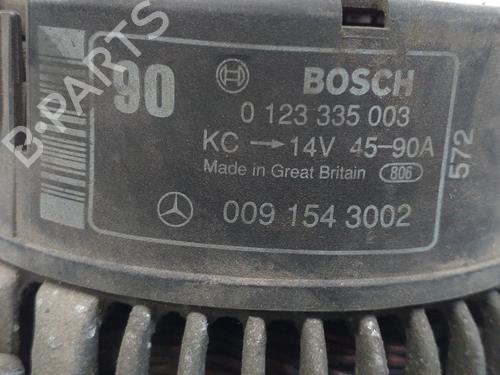 B-PARTS
90
BOSCH
0 123 335 003
KC → 14V 45-90A
Made in Great Britain 806
009 154 3002
572